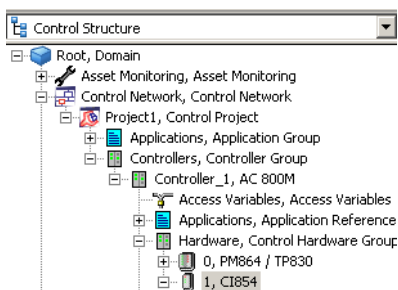 Control Structure
Root, Domain
Asset Monitoring, Asset Monitoring
Control Network, Control Network
Project1, Control Project
Applications, Application Group
Controllers, Controller Group
Controller_1, AC 800M
Access Variables, Access Variables
Applications, Application Reference
Hardware, Control Hardware Group
0, PM864 / TP830
1, CI854